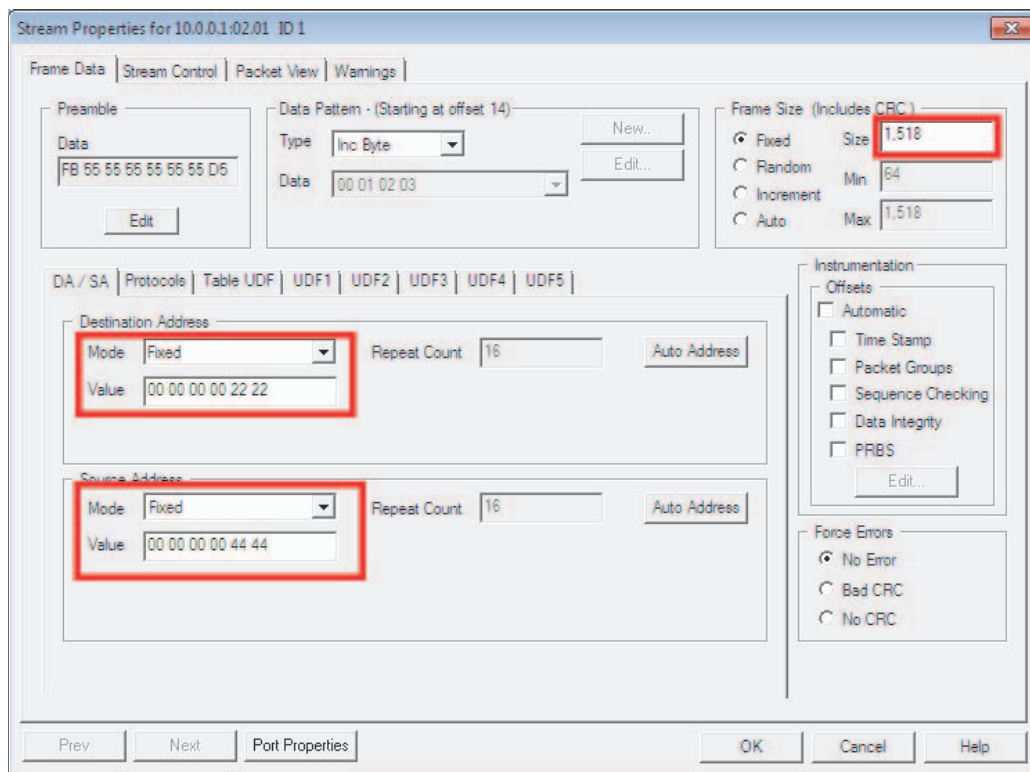 Stream Properties for 10.0.0.1:02.01 ID 1
Frame Data Stream Control Packet View Warnings
Preamble
Data
FB 55 55 55 55 55 55 D5
Edit
Data Pattern - (Starting at offset 14)
Type Inc Byte
Data 00 01 02 03
New..
Edit...
Frame Size (Includes CRC )
Fixed Size 1,518
Random Min 64
Increment
Auto Max 1,518
DA / SA Protocols Table UDF UDF1 UDF2 UDF3 UDF4 UDF5
Destination Address
Mode Fixed Repeat Count 16 Auto Address
Value 00 00 00 00 22 22
Source Address
Mode Fixed Repeat Count 16 Auto Address
Value 00 00 00 00 44 44
Instrumentation
Offsets
Automatic
Time Stamp
Packet Groups
Sequence Checking
Data Integrity
PRBS
Edit...
Force Errors
No Error
Bad CRC
No CRC
Prev Next Port Properties OK Cancel Help